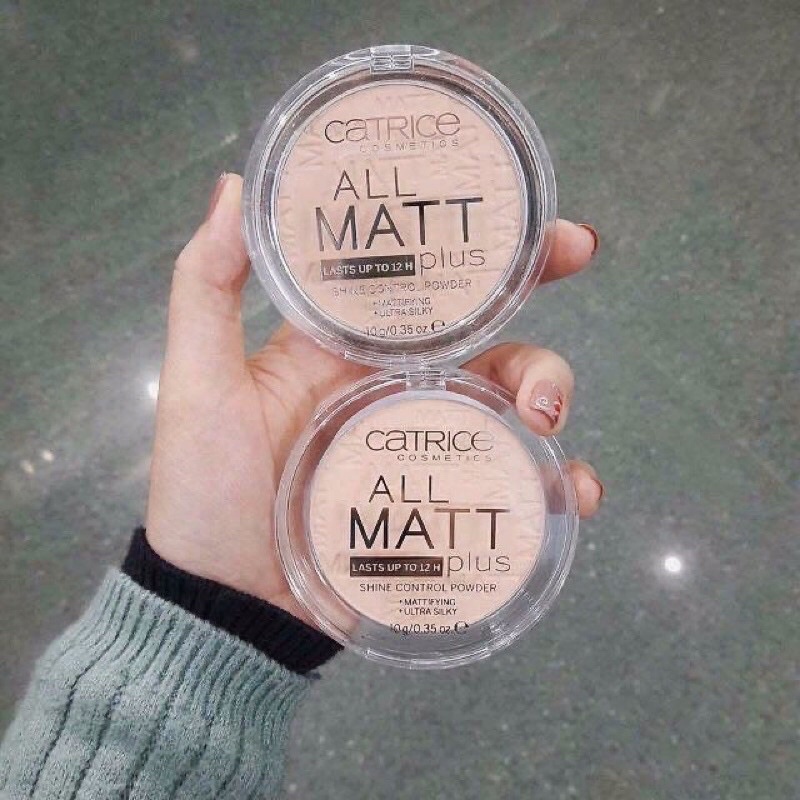 CATRICE
COSMETICS
ALL
MATT
LASTS UP TO 12 H plus
SHINE CONTROL POWDER
• MATTIFYING
• ULTRA SILKY
10 g/0.35 oz. ℮
CATRICE
COSMETICS
ALL
MATT
LASTS UP TO 12 H plus
SHINE CONTROL POWDER
• MATTIFYING
• ULTRA SILKY
10 g/0.35 oz. ℮